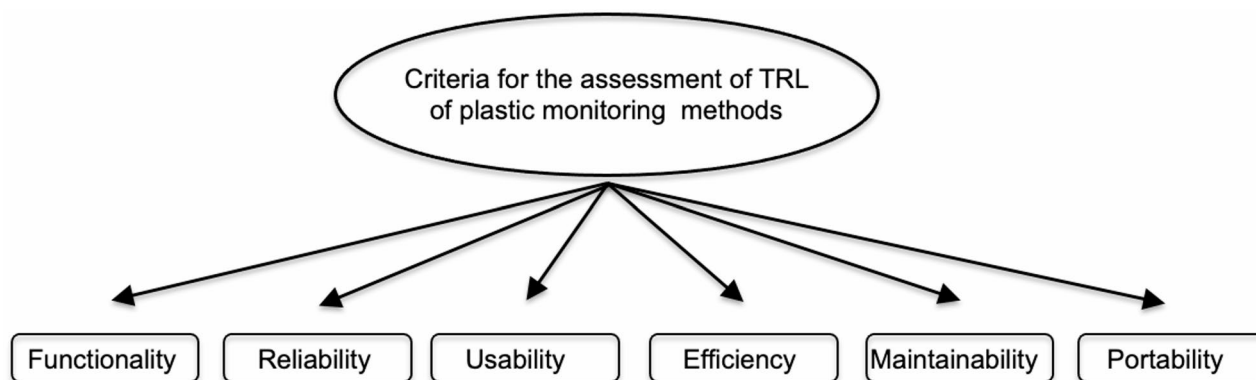 Criteria for the assessment of TRL
of plastic monitoring methods
Functionality
Reliability
Usability
Efficiency
Maintainability
Portability